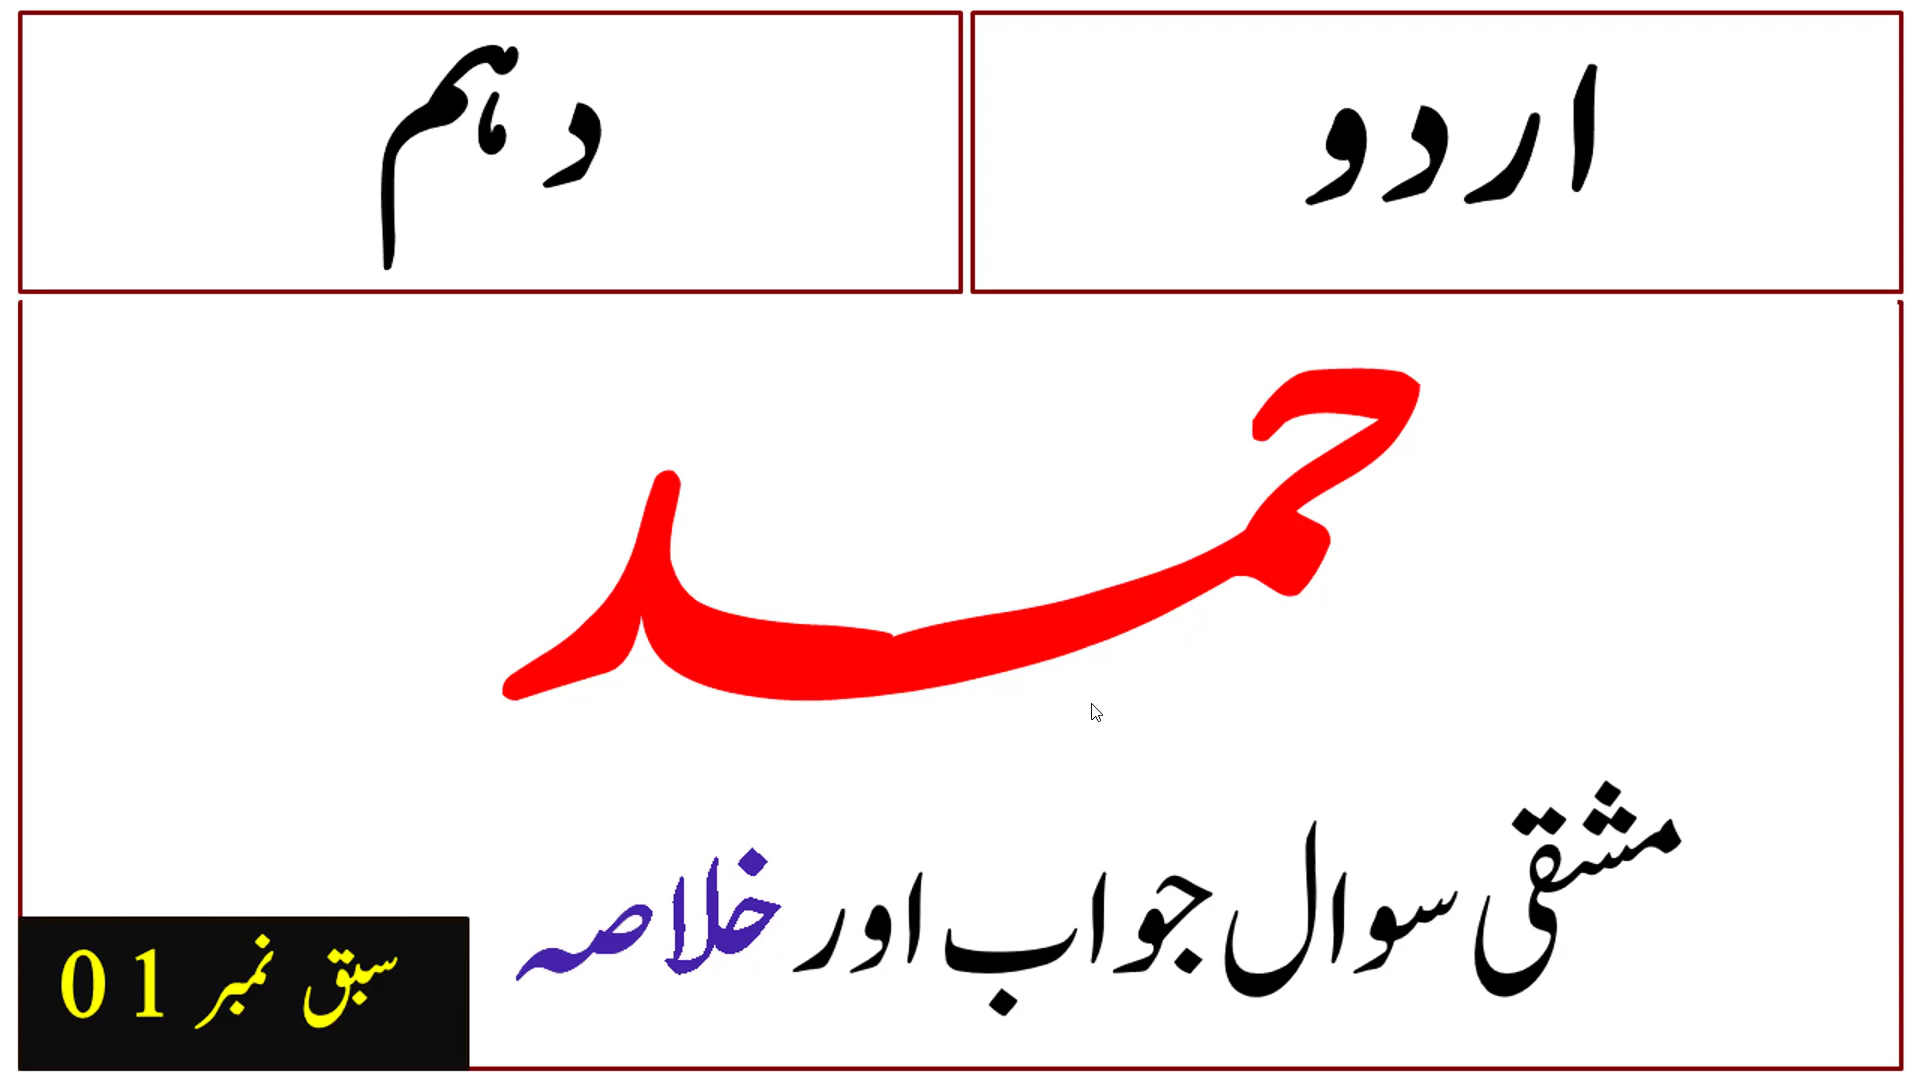 اردو
دہم
حمد
مشقی سوال جواب اور خلاصہ
سبق نمبر 01